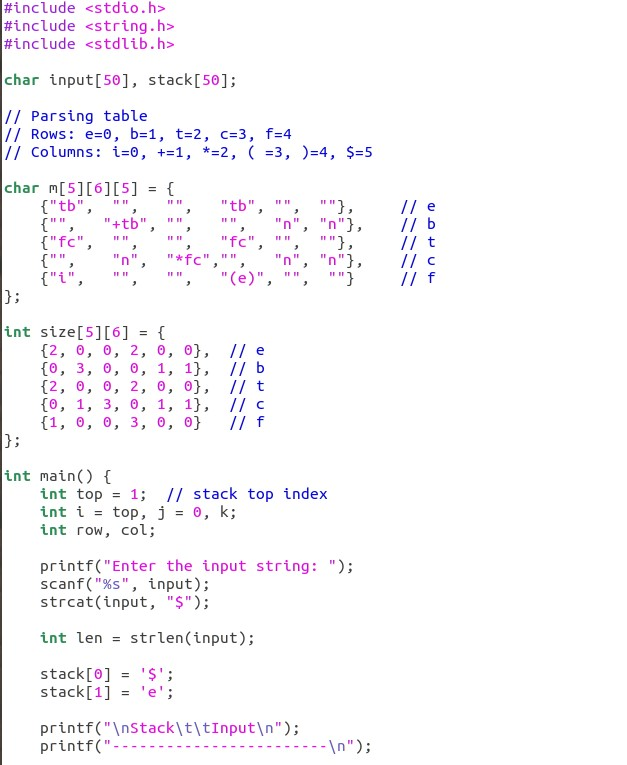 #include <stdio.h>
#include <string.h>
#include <stdlib.h>

char input[50], stack[50];

// Parsing table
// Rows: e=0, b=1, t=2, c=3, f=4
// Columns: i=0, +=1, *=2, ( =3, )=4, $=5

char m[5][6][5] = {
    {"tb",  "",   "",   "tb", "",  ""},     // e
    {"",   "+tb", "",   "",   "n", "n"},    // b
    {"fc",  "",   "",   "fc", "",  ""},     // t
    {"",    "n",  "*fc","",   "n", "n"},    // c
    {"i",   "",   "",   "(e)", "",  ""}     // f
};

int size[5][6] = {
    {2, 0, 0, 2, 0, 0},  // e
    {0, 3, 0, 0, 1, 1},  // b
    {2, 0, 0, 2, 0, 0},  // t
    {0, 1, 3, 0, 1, 1},  // c
    {1, 0, 0, 3, 0, 0}   // f
};

int main() {
    int top = 1;  // stack top index
    int i = top, j = 0, k;
    int row, col;

    printf("Enter the input string: ");
    scanf("%s", input);
    strcat(input, "$");

    int len = strlen(input);

    stack[0] = '$';
    stack[1] = 'e';

    printf("\nStack\t\tInput\n");
    printf("------------------------\n");